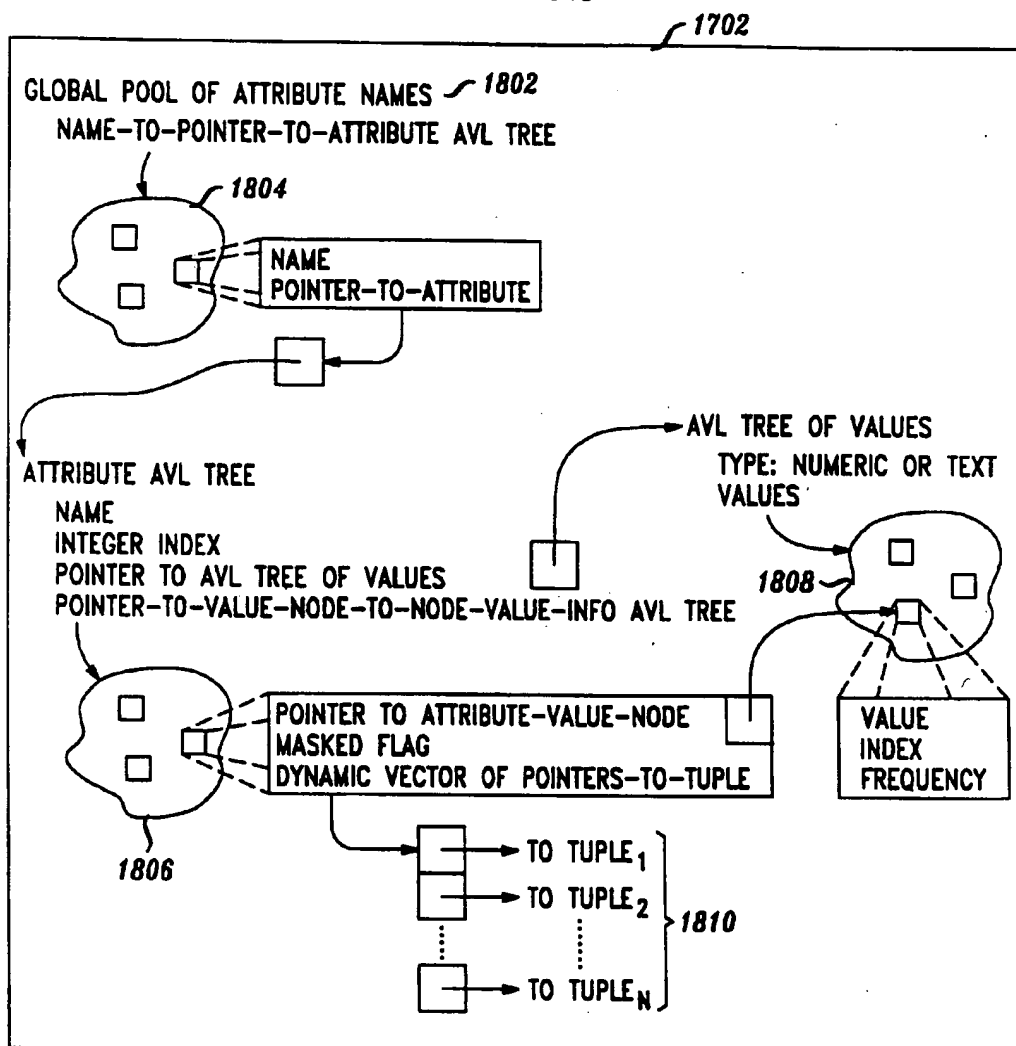 1702
GLOBAL POOL OF ATTRIBUTE NAMES 1802
NAME-TO-POINTER-TO-ATTRIBUTE AVL TREE
1804
NAME
POINTER-TO-ATTRIBUTE
AVL TREE OF VALUES
TYPE: NUMERIC OR TEXT
VALUES
ATTRIBUTE AVL TREE
NAME
INTEGER INDEX
POINTER TO AVL TREE OF VALUES
POINTER-TO-VALUE-NODE-TO-NODE-VALUE-INFO AVL TREE
1808
POINTER TO ATTRIBUTE-VALUE-NODE
MASKED FLAG
DYNAMIC VECTOR OF POINTERS-TO-TUPLE
VALUE
INDEX
FREQUENCY
1806
TO TUPLE1
TO TUPLE2
TO TUPLEN
1810